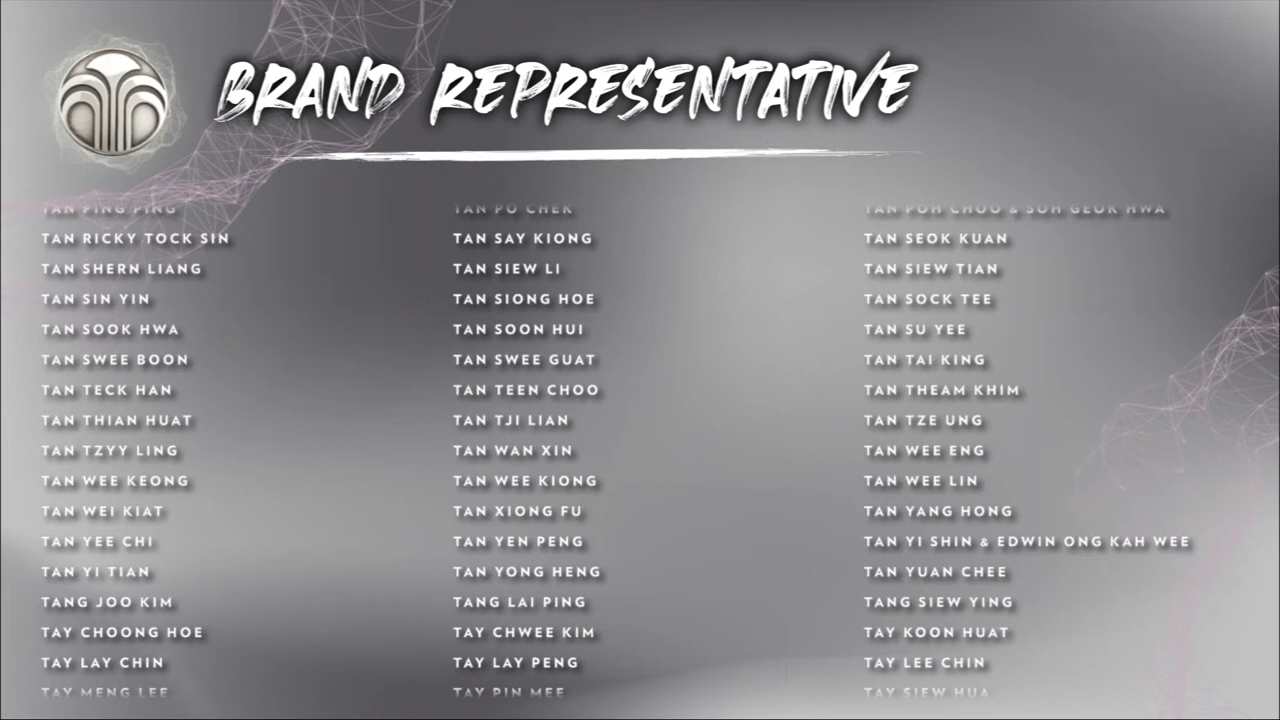 BRAND REPRESENTATIVE
TAN PING PING TAN PO CHEK TAN POH CHOO & SOH GEOK HWA
TAN RICKY TOCK SIN TAN SAY KIONG TAN SEOK KUAN
TAN SHERN LIANG TAN SIEW LI TAN SIEW TIAN
TAN SIN YIN TAN SIONG HOE TAN SOCK TEE
TAN SOOK HWA TAN SOON HUI TAN SU YEE
TAN SWEE BOON TAN SWEE GUAT TAN TAI KING
TAN TECK HAN TAN TEEN CHOO TAN THEAM KHIM
TAN THIAN HUAT TAN TJI LIAN TAN TZE UNG
TAN TZYY LING TAN WAN XIN TAN WEE ENG
TAN WEE KEONG TAN WEE KIONG TAN WEE LIN
TAN WEI KIAT TAN XIONG FU TAN YANG HONG
TAN YEE CHI TAN YEN PENG TAN YI SHIN & EDWIN ONG KAH WEE
TAN YI TIAN TAN YONG HENG TAN YUAN CHEE
TANG JOO KIM TANG LAI PING TANG SIEW YING
TAY CHOONG HOE TAY CHWEE KIM TAY KOON HUAT
TAY LAY CHIN TAY LAY PENG TAY LEE CHIN
TAY MENG LEE TAY PIN MEE TAY SIEW HUA